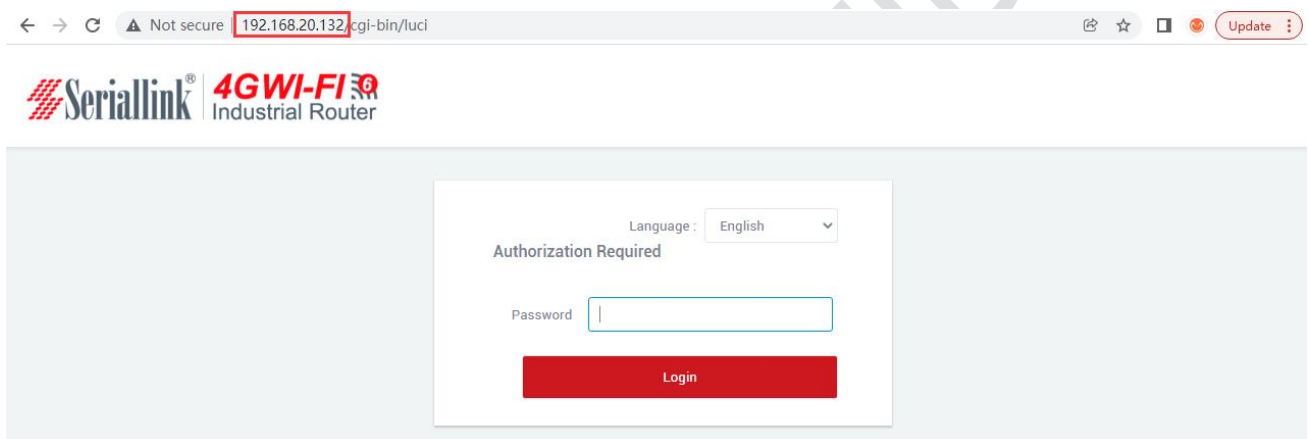 Not secure 192.168.20.132/cgi-bin/luci Update
Seriallink® 4GWI-FI 6
Industrial Router
Language : English
Authorization Required
Password
Login